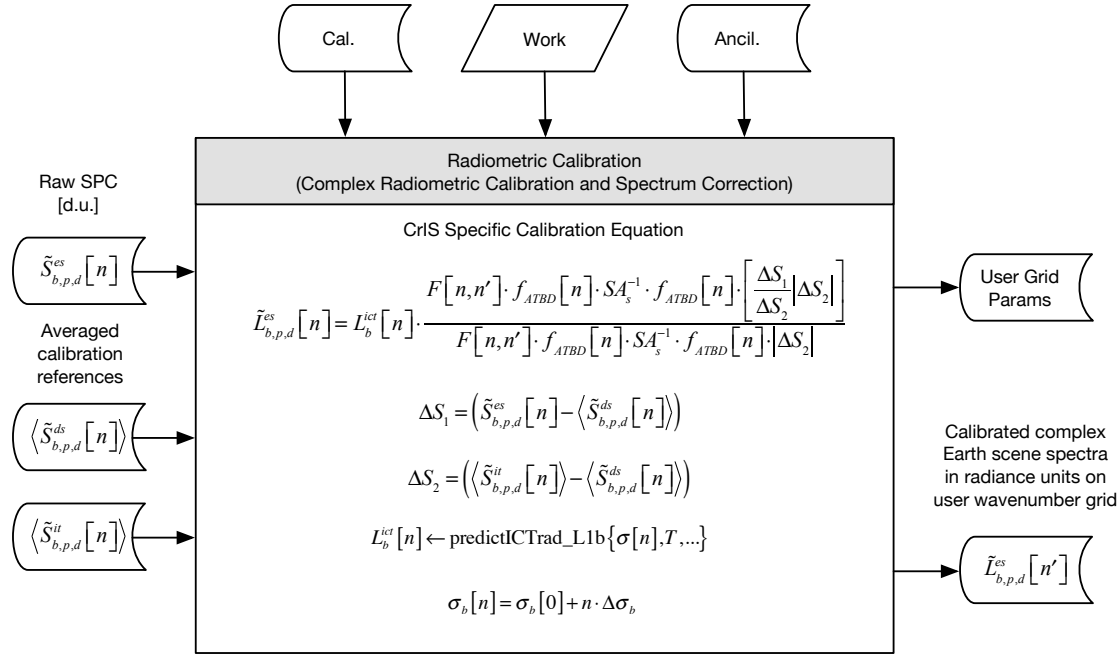 Cal.
Work
Ancil.
Radiometric Calibration
(Complex Radiometric Calibration and Spectrum Correction)
Raw SPC
[d.u.]
S̃^{es}_{b,p,d}[n]
Averaged
calibration
references
⟨S̃^{ds}_{b,p,d}[n]⟩
⟨S̃^{it}_{b,p,d}[n]⟩
CrIS Specific Calibration Equation
L̃^{es}_{b,p,d}[n] = L^{ict}_b[n] · \frac{F[n,n′] · f_{ATBD}[n] · SA_s^{-1} · f_{ATBD}[n] · [\frac{ΔS_1}{ΔS_2}|ΔS_2|]}{F[n,n′] · f_{ATBD}[n] · SA_s^{-1} · f_{ATBD}[n] · |ΔS_2|}
ΔS_1 = (S̃^{es}_{b,p,d}[n] − ⟨S̃^{ds}_{b,p,d}[n]⟩)
ΔS_2 = (⟨S̃^{it}_{b,p,d}[n]⟩ − ⟨S̃^{ds}_{b,p,d}[n]⟩)
L^{ict}_b[n] ← predictICTrad_L1b{σ[n],T,...}
σ_b[n] = σ_b[0] + n · Δσ_b
User Grid
Params
Calibrated complex
Earth scene spectra
in radiance units on
user wavenumber grid
L̃^{es}_{b,p,d}[n′]